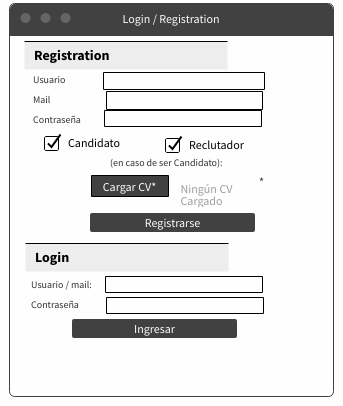 Login / Registration
Registration
Usuario
Mail
Contraseña
Candidato
Reclutador
(en caso de ser Candidato):
Cargar CV*
Ningún CV
Cargado
*
Registrarse
Login
Usuario / mail:
Contraseña
Ingresar